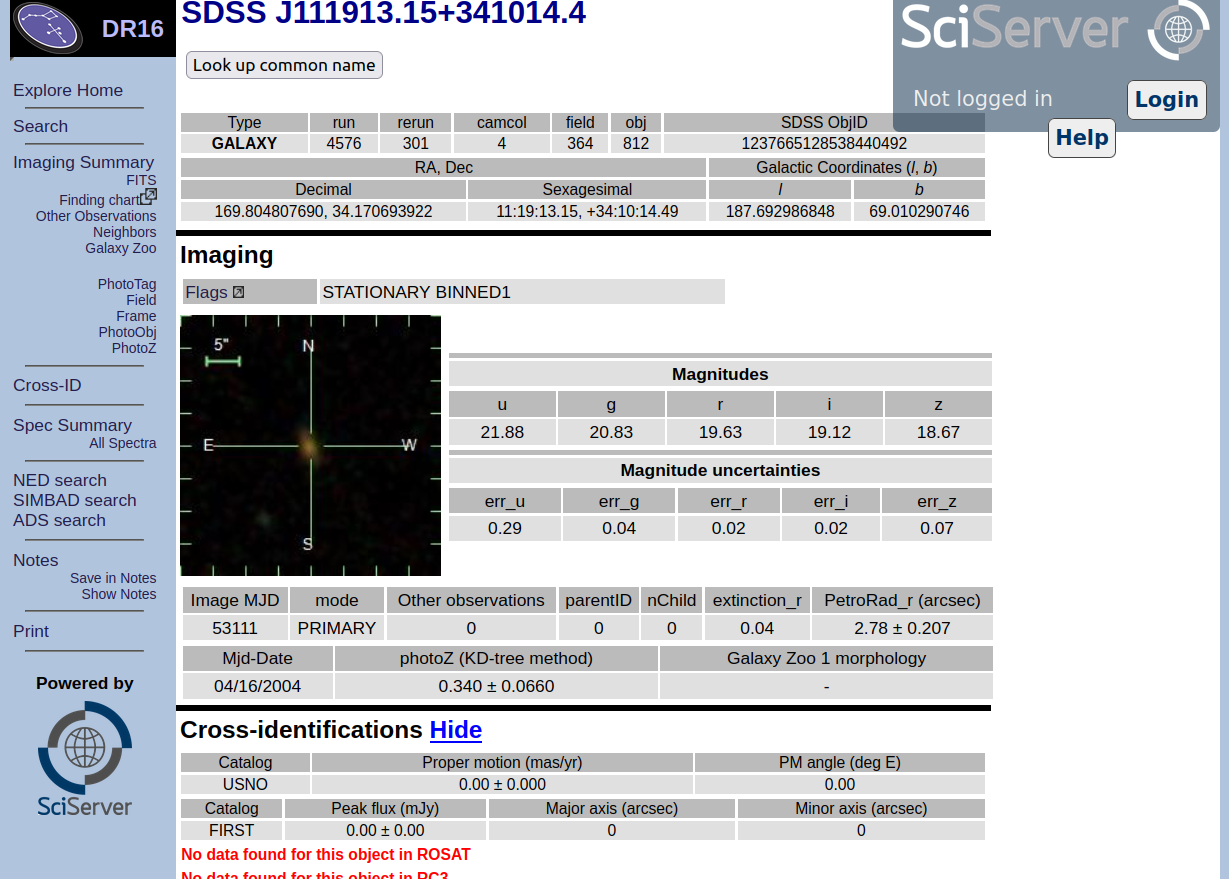 DR16
SDSS J111913.15+341014.4
Look up common name
SciServer
Not logged in
Login
Help
Explore Home
Search
Imaging Summary
FITS
Finding chart
Other Observations
Neighbors
Galaxy Zoo
PhotoTag
Field
Frame
PhotoObj
PhotoZ
Cross-ID
Spec Summary
All Spectra
NED search
SIMBAD search
ADS search
Notes
Save in Notes
Show Notes
Print
Powered by
SciServer
Type run rerun camcol field obj SDSS ObjID
GALAXY 4576 301 4 364 812 1237665128538440492
RA, Dec Galactic Coordinates (l, b)
Decimal Sexagesimal l b
169.804807690, 34.170693922 11:19:13.15, +34:10:14.49 187.692986848 69.010290746
Imaging
Flags STATIONARY BINNED1
5"
N
E W
S
Magnitudes
u g r i z
21.88 20.83 19.63 19.12 18.67
Magnitude uncertainties
err_u err_g err_r err_i err_z
0.29 0.04 0.02 0.02 0.07
Image MJD mode Other observations parentID nChild extinction_r PetroRad_r (arcsec)
53111 PRIMARY 0 0 0 0.04 2.78 ± 0.207
Mjd-Date photoZ (KD-tree method) Galaxy Zoo 1 morphology
04/16/2004 0.340 ± 0.0660 -
Cross-identifications Hide
Catalog Proper motion (mas/yr) PM angle (deg E)
USNO 0.00 ± 0.000 0.00
Catalog Peak flux (mJy) Major axis (arcsec) Minor axis (arcsec)
FIRST 0.00 ± 0.00 0 0
No data found for this object in ROSAT
No data found for this object in RC3